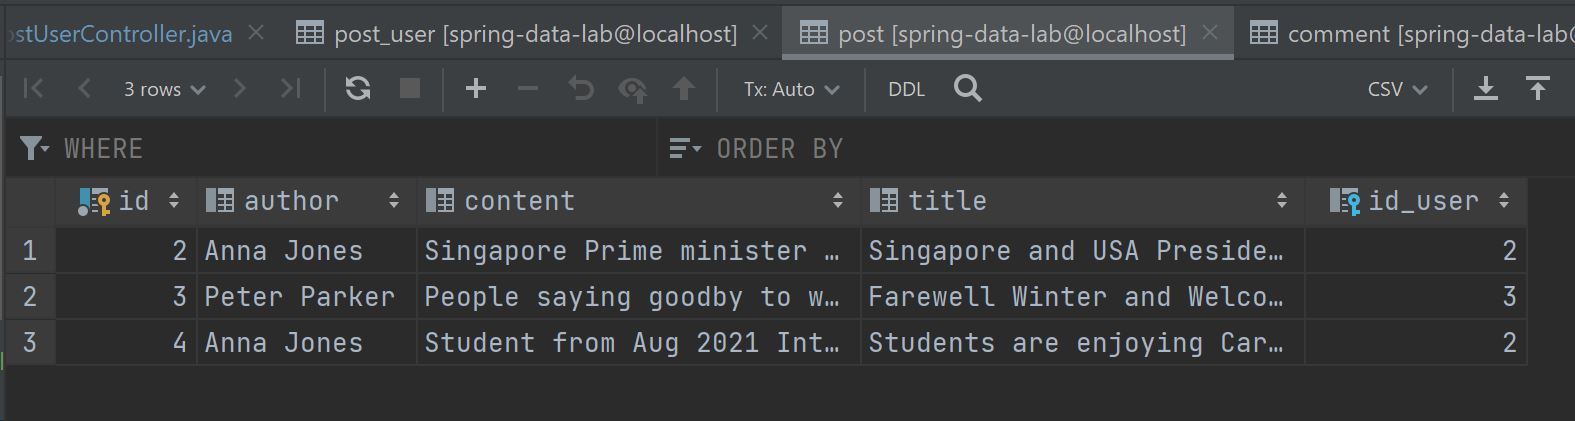 ostUserController.java post_user [spring-data-lab@localhost] post [spring-data-lab@localhost] comment [spring-data-lab@
3 rows Tx: Auto DDL CSV
WHERE ORDER BY
id author content title id_user
1 2 Anna Jones Singapore Prime minister … Singapore and USA Preside… 2
2 3 Peter Parker People saying goodby to w… Farewell Winter and Welco… 3
3 4 Anna Jones Student from Aug 2021 Int… Students are enjoying Car… 2